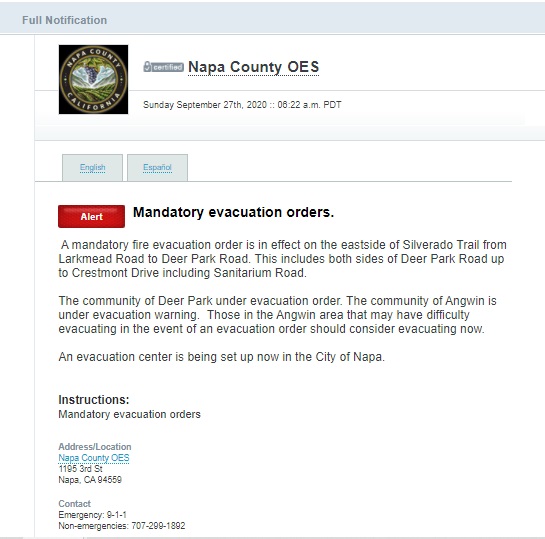 Full Notification
NAPA COUNTY
CALIFORNIA
certified Napa County OES
Sunday September 27th, 2020 :: 06:22 a.m. PDT
English Español
Alert Mandatory evacuation orders.
A mandatory fire evacuation order is in effect on the eastside of Silverado Trail from
Larkmead Road to Deer Park Road. This includes both sides of Deer Park Road up
to Crestmont Drive including Sanitarium Road.
The community of Deer Park under evacuation order. The community of Angwin is
under evacuation warning. Those in the Angwin area that may have difficulty
evacuating in the event of an evacuation order should consider evacuating now.
An evacuation center is being set up now in the City of Napa.
Instructions:
Mandatory evacuation orders
Address/Location
Napa County OES
1195 3rd St
Napa, CA 94559
Contact
Emergency: 9-1-1
Non-emergencies: 707-299-1892